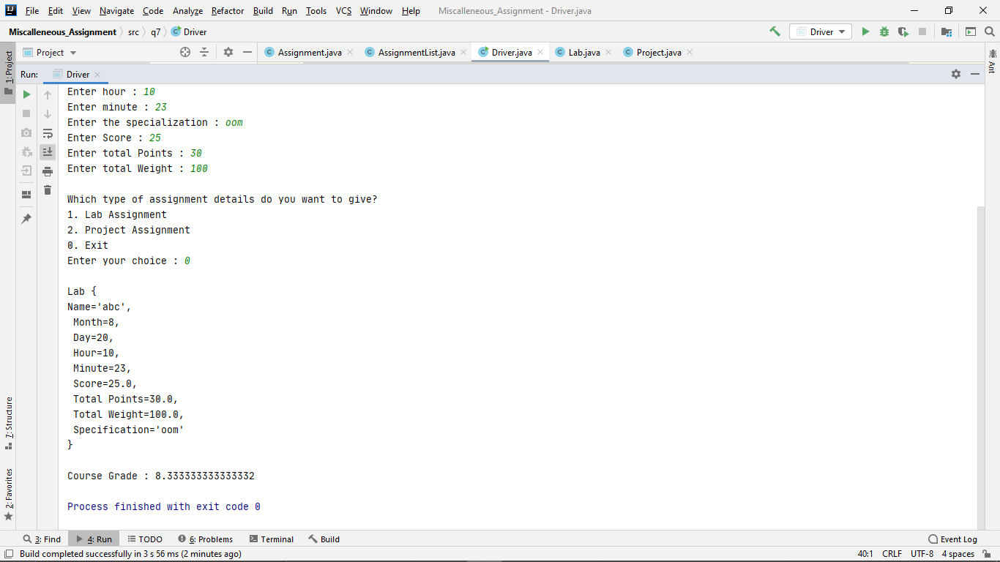 File Edit View Navigate Code Analyze Refactor Build Run Tools VCS Window Help Miscalleneous_Assignment - Driver.java
Miscalleneous_Assignment src q7 Driver Driver
1: Project
Project Assignment.java AssignmentList.java Driver.java Lab.java Project.java
Ant
Run: Driver
Enter hour : 10
Enter minute : 23
Enter the specialization : oom
Enter Score : 25
Enter total Points : 30
Enter total Weight : 100
Which type of assignment details do you want to give?
1. Lab Assignment
2. Project Assignment
0. Exit
Enter your choice : 0
Lab {
Name='abc',
Month=8,
Day=20,
Hour=10,
Minute=23,
Score=25.0,
Total Points=30.0,
Total Weight=100.0,
Specification='oom'
}
Course Grade : 8.333333333333332
Process finished with exit code 0
7: Structure
2: Favorites
3: Find 4: Run TODO 6: Problems Terminal Build Event Log
Build completed successfully in 3 s 56 ms (2 minutes ago) 40:1 CRLF UTF-8 4 spaces